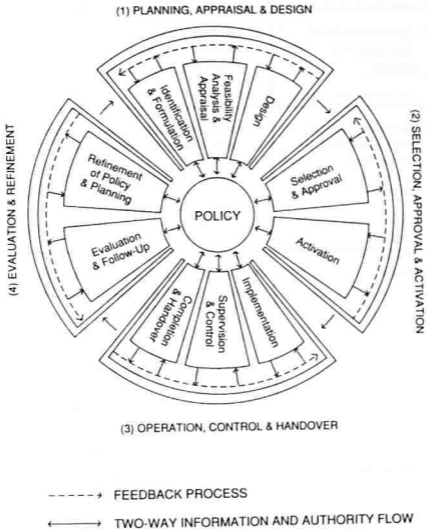 (1) PLANNING, APPRAISAL & DESIGN
Identification
& Formulation
Feasibility
Analysis &
Appraisal
Design
(2) SELECTION, APPROVAL & ACTIVATION
Selection
& Approval
Activation
POLICY
Implementation
Supervision
& Control
Completion
& Handover
(3) OPERATION, CONTROL & HANDOVER
Evaluation
& Follow-Up
Refinement
of Policy
& Planning
(4) EVALUATION & REFINEMENT
FEEDBACK PROCESS
TWO-WAY INFORMATION AND AUTHORITY FLOW